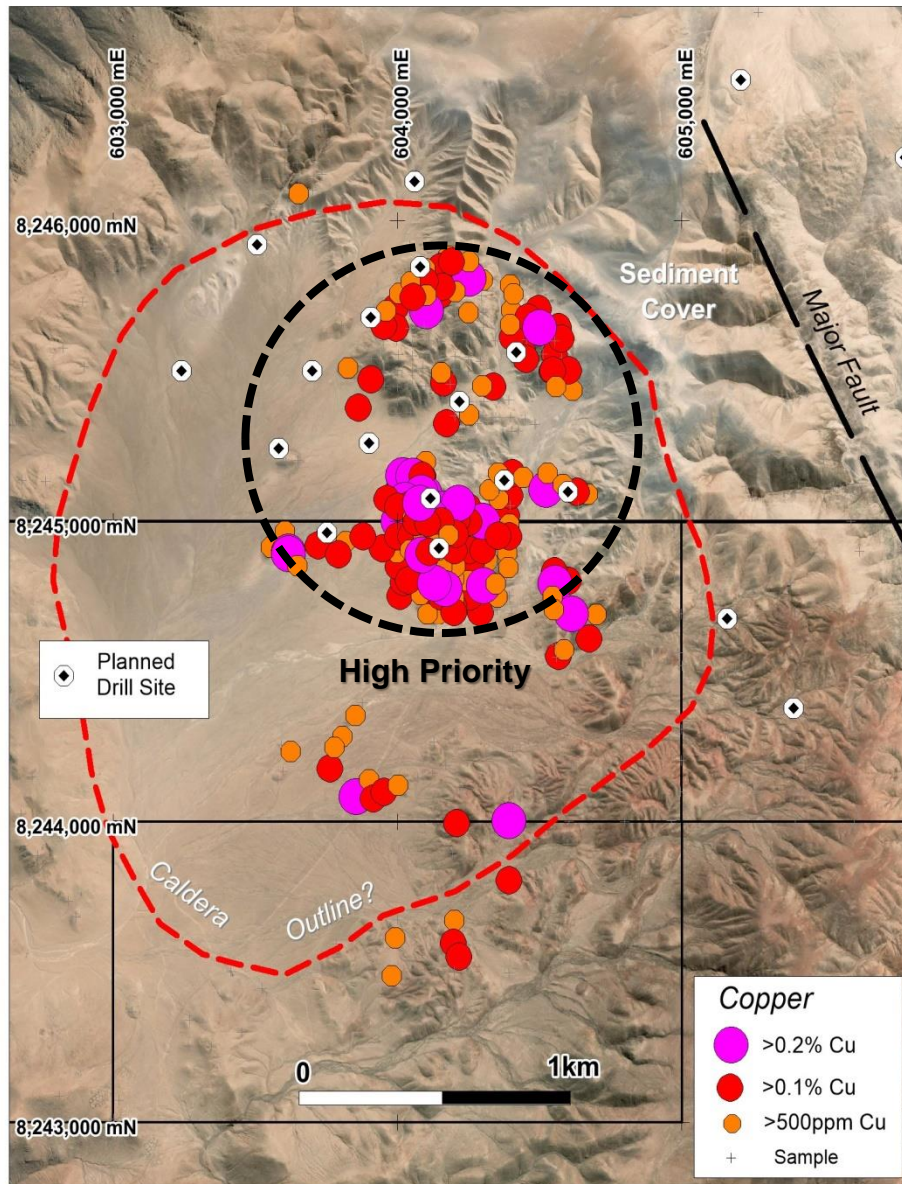 603,000 mE
604,000 mE
605,000 mE
8,246,000 mN
Sediment
Cover
Major Fault
8,245,000 mN
Planned
Drill Site
High Priority
8,244,000 mN
Caldera
Outline?
Copper
>0.2% Cu
>0.1% Cu
>500ppm Cu
Sample
0
1km
8,243,000 mN